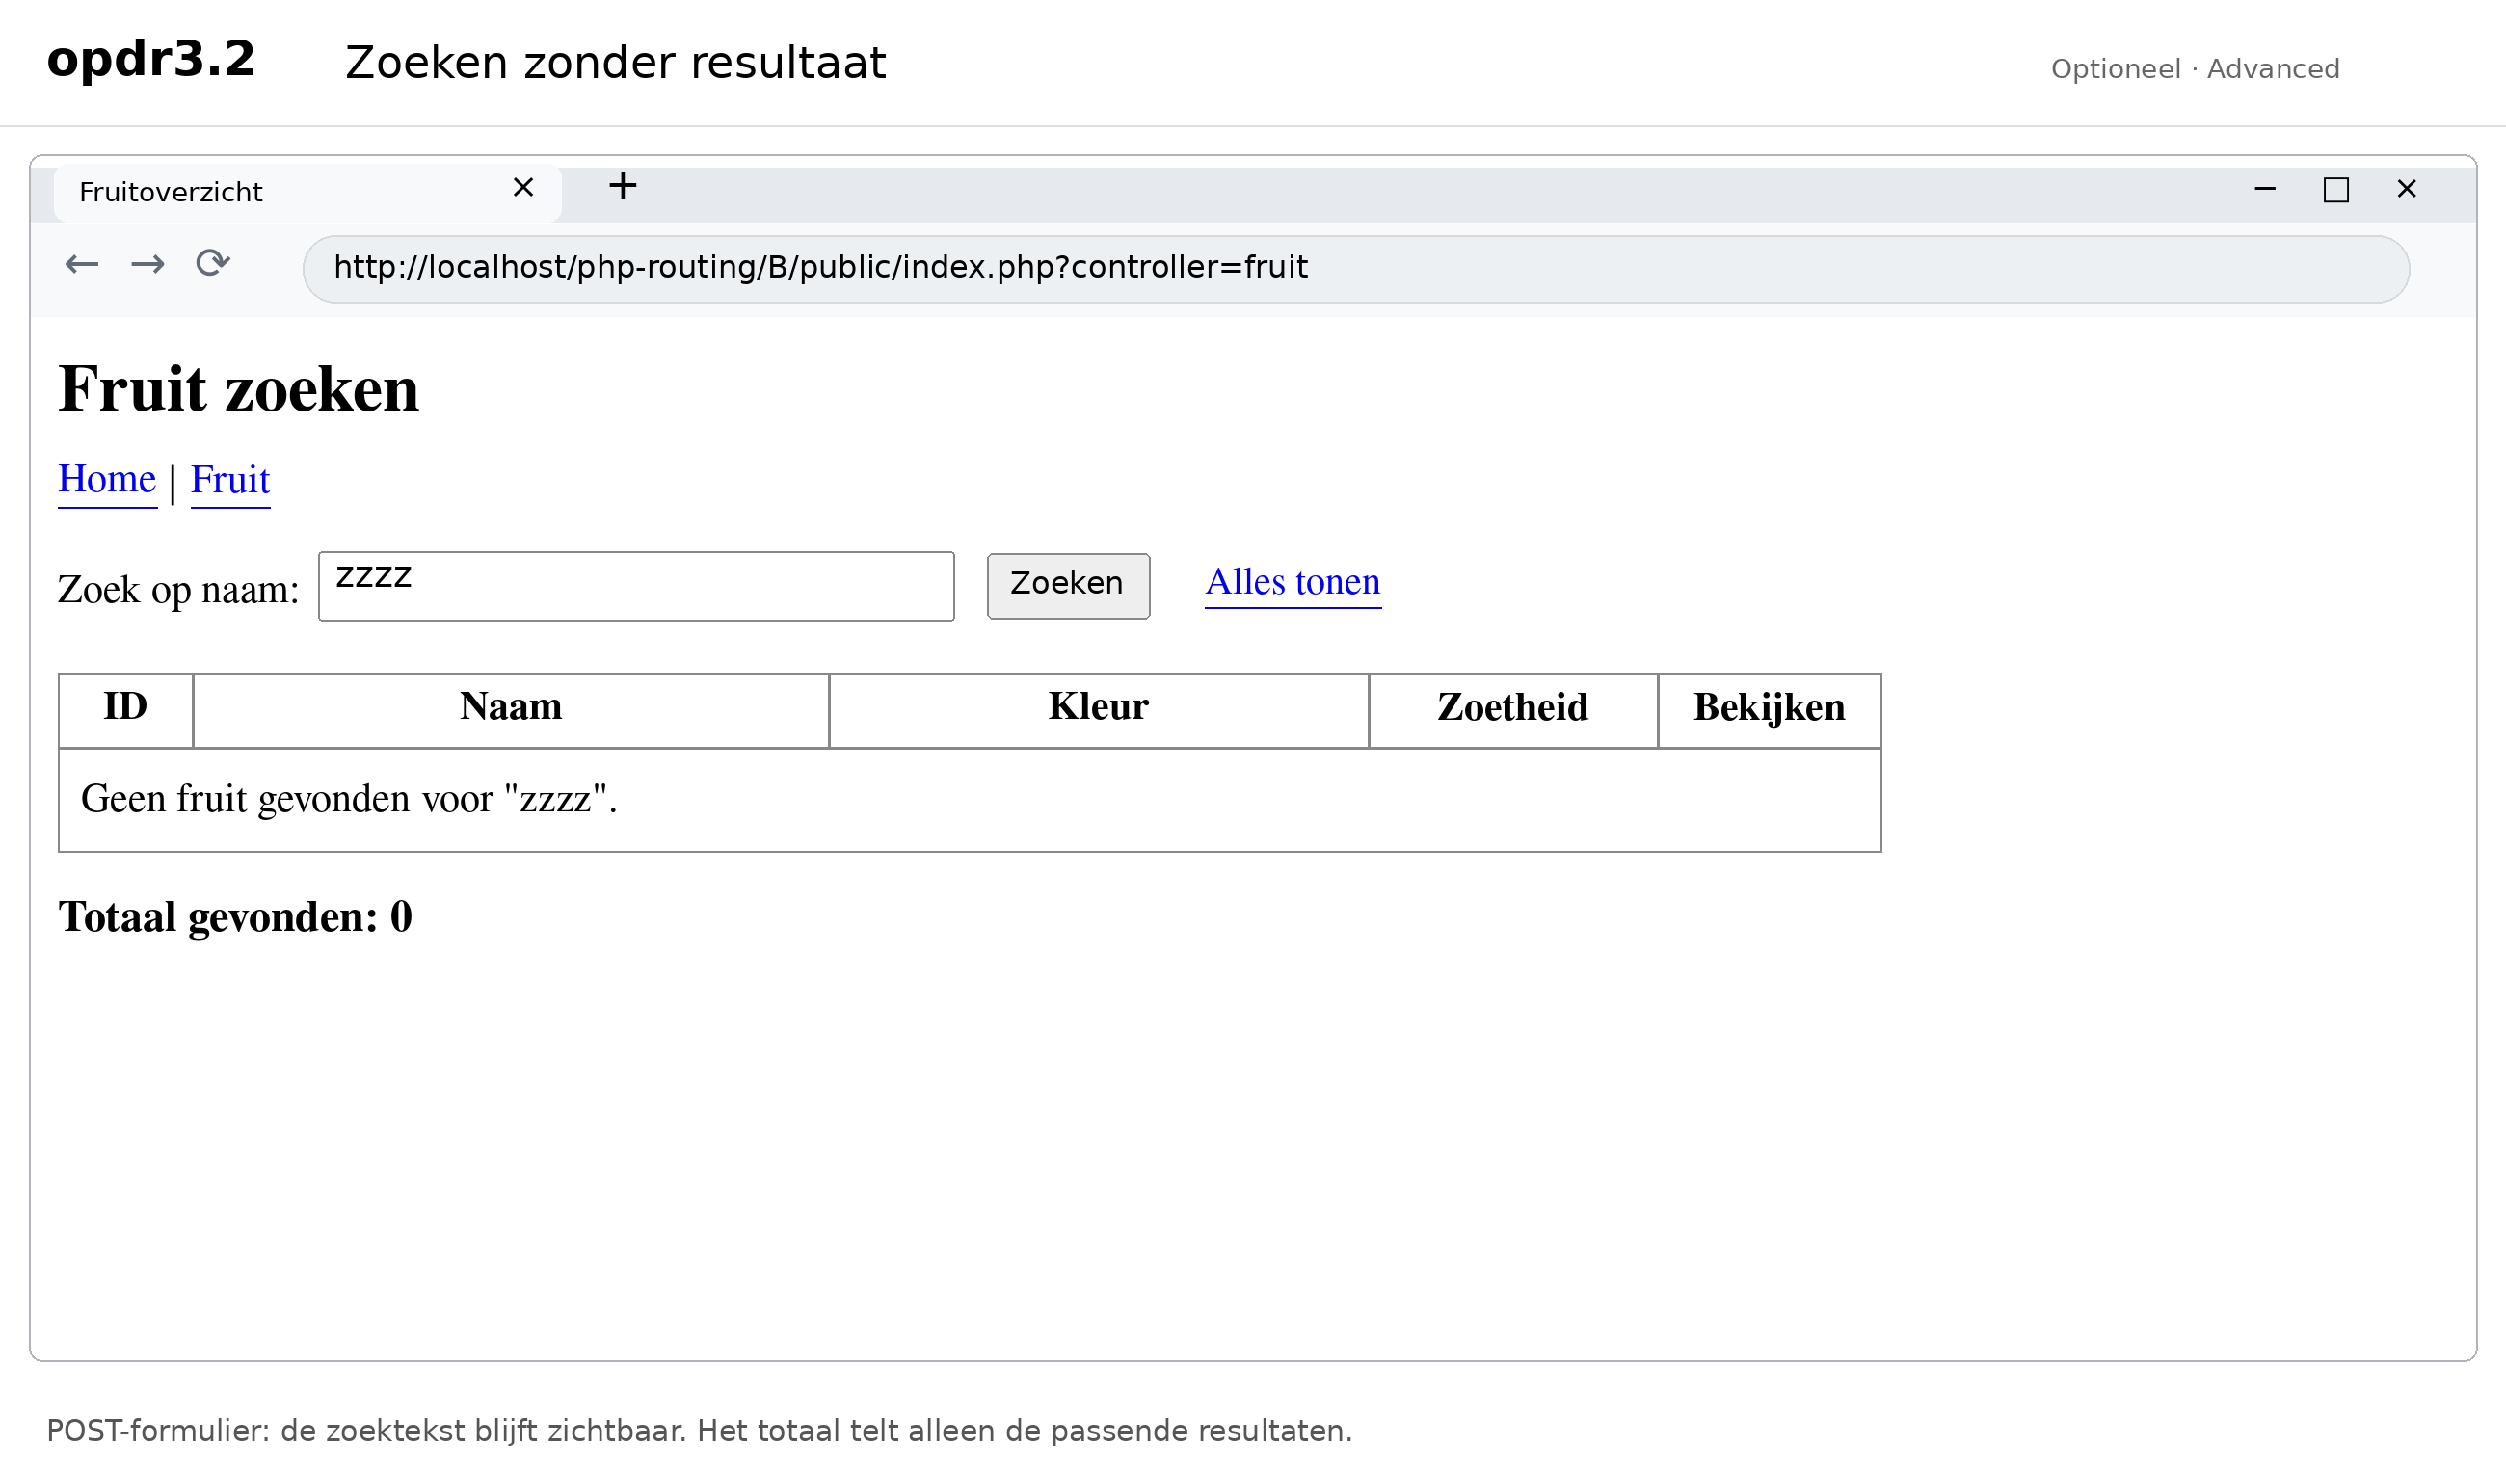 opdr3.2 Zoeken zonder resultaat Optioneel · Advanced
Fruitoverzicht × + − □ ×
← → ⟳ http://localhost/php-routing/B/public/index.php?controller=fruit
Fruit zoeken
Home | Fruit
Zoek op naam: zzzz Zoeken Alles tonen
ID Naam Kleur Zoetheid Bekijken
Geen fruit gevonden voor "zzzz".
Totaal gevonden: 0
POST-formulier: de zoektekst blijft zichtbaar. Het totaal telt alleen de passende resultaten.